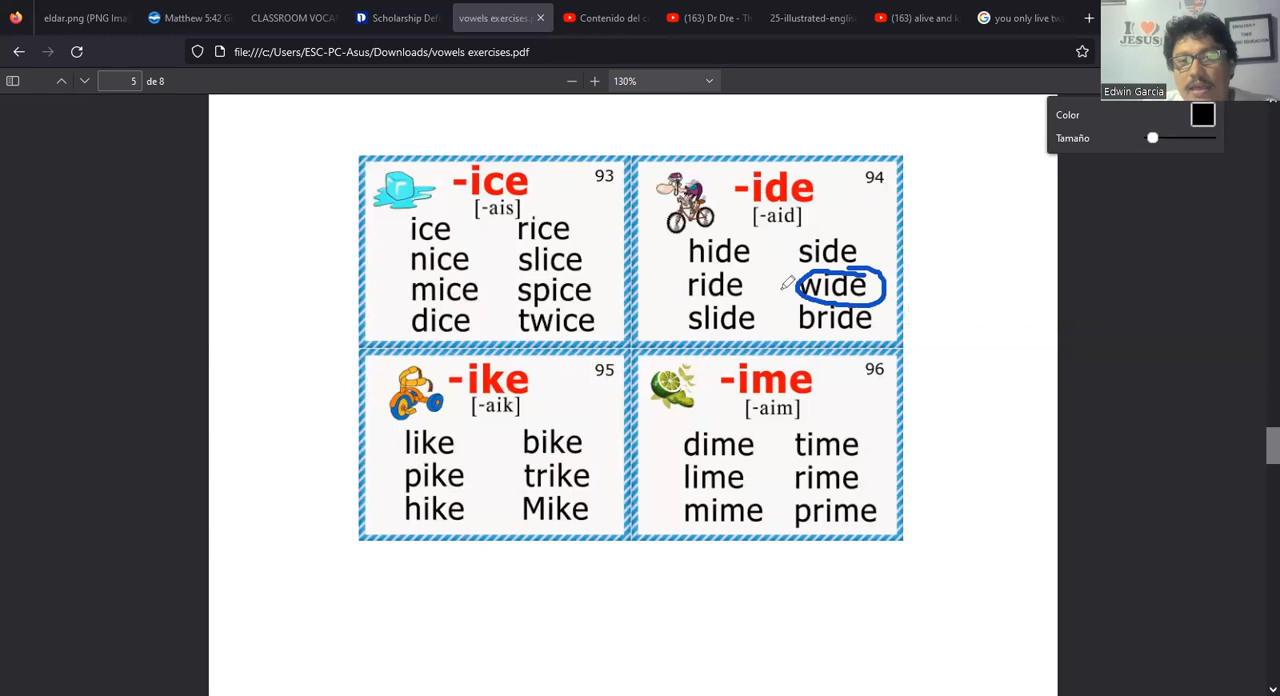 eldar.png (PNG Ima
Matthew 5:42 G
CLASSROOM VOCA
Scholarship Def
vowels exercises.p
Contenido del c
(163) Dr Dre - Th
25-illustrated-englis
(163) alive and k
you only live tw
file:///c:/Users/ESC-PC-Asus/Downloads/vowels exercises.pdf
5 de 8
130%
I JESUS
Edwin Garcia
Color
Tamaño
-ice 93
[-ais]
ice rice
nice slice
mice spice
dice twice
-ide 94
[-aid]
hide side
ride wide
slide bride
-ike 95
[-aik]
like bike
pike trike
hike Mike
-ime 96
[-aim]
dime time
lime rime
mime prime